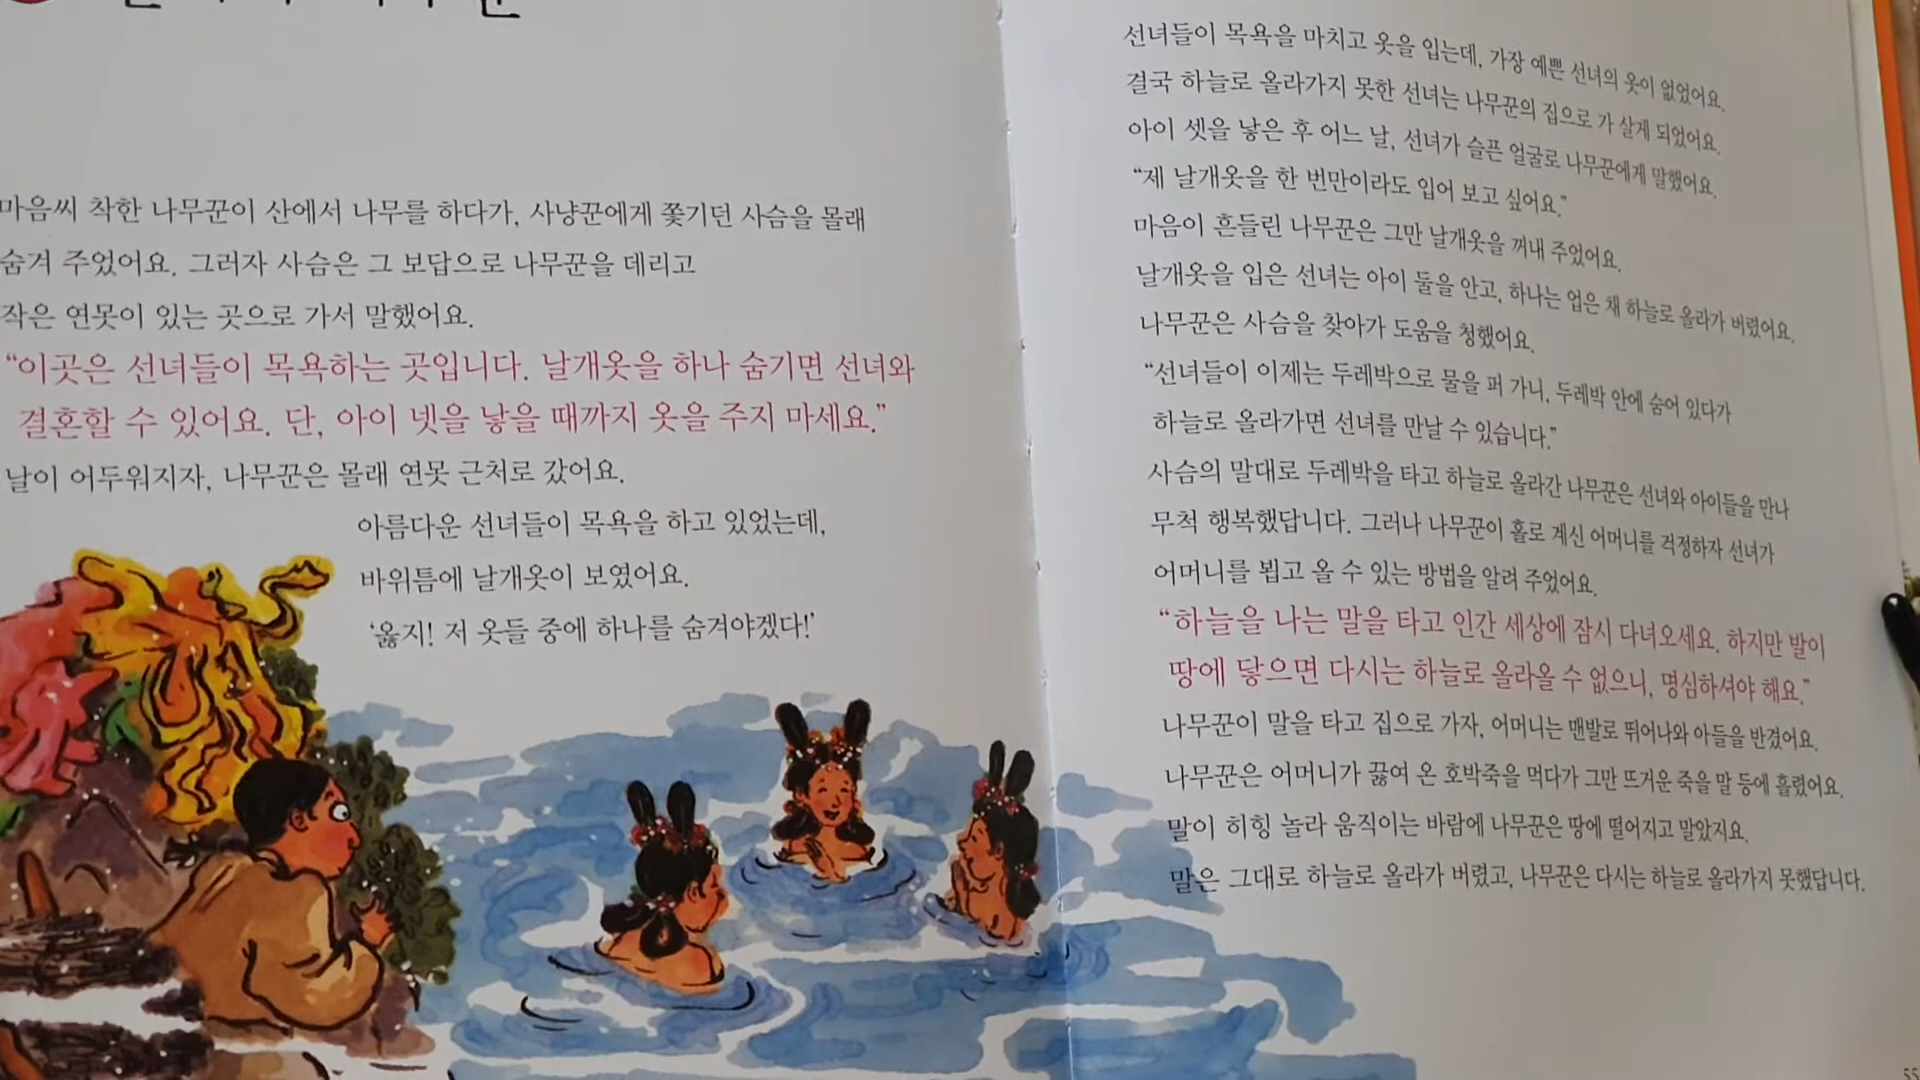 마음씨 착한 나무꾼이 산에서 나무를 하다가, 사냥꾼에게 쫓기던 사슴을 몰래
숨겨 주었어요. 그러자 사슴은 그 보답으로 나무꾼을 데리고
작은 연못이 있는 곳으로 가서 말했어요.
“이곳은 선녀들이 목욕하는 곳입니다. 날개옷을 하나 숨기면 선녀와
결혼할 수 있어요. 단, 아이 넷을 낳을 때까지 옷을 주지 마세요.”
날이 어두워지자, 나무꾼은 몰래 연못 근처로 갔어요.
아름다운 선녀들이 목욕을 하고 있었는데,
바위틈에 날개옷이 보였어요.
‘옳지! 저 옷들 중에 하나를 숨겨야겠다!’
선녀들이 목욕을 마치고 옷을 입는데, 가장 예쁜 선녀의 옷이 없었어요.
결국 하늘로 올라가지 못한 선녀는 나무꾼의 집으로 가 살게 되었어요.
아이 셋을 낳은 후 어느 날, 선녀가 슬픈 얼굴로 나무꾼에게 말했어요.
“제 날개옷을 한 번만이라도 입어 보고 싶어요.”
마음이 흔들린 나무꾼은 그만 날개옷을 꺼내 주었어요.
날개옷을 입은 선녀는 아이 둘을 안고, 하나는 업은 채 하늘로 올라가 버렸어요.
나무꾼은 사슴을 찾아가 도움을 청했어요.
“선녀들이 이제는 두레박으로 물을 퍼 가니, 두레박 안에 숨어 있다가
하늘로 올라가면 선녀를 만날 수 있습니다.”
사슴의 말대로 두레박을 타고 하늘로 올라간 나무꾼은 선녀와 아이들을 만나
무척 행복했답니다. 그러나 나무꾼이 홀로 계신 어머니를 걱정하자 선녀가
어머니를 뵙고 올 수 있는 방법을 알려 주었어요.
“하늘을 나는 말을 타고 인간 세상에 잠시 다녀오세요. 하지만 발이
땅에 닿으면 다시는 하늘로 올라올 수 없으니, 명심하셔야 해요.”
나무꾼이 말을 타고 집으로 가자, 어머니는 맨발로 뛰어나와 아들을 반겼어요.
나무꾼은 어머니가 끓여 온 호박죽을 먹다가 그만 뜨거운 죽을 말 등에 흘렸어요.
말이 히힝 놀라 움직이는 바람에 나무꾼은 땅에 떨어지고 말았지요.
말은 그대로 하늘로 올라가 버렸고, 나무꾼은 다시는 하늘로 올라가지 못했답니다.
55